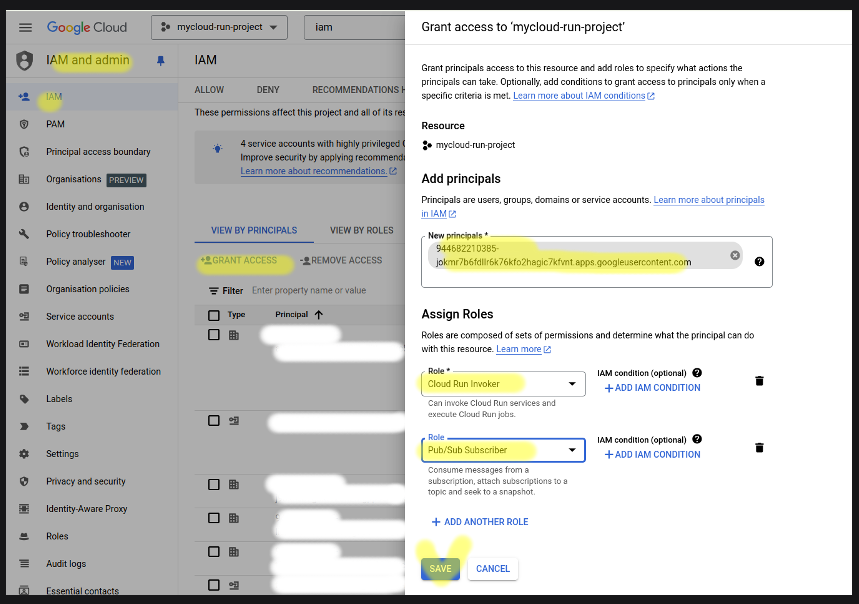 Google Cloud
mycloud-run-project
iam
IAM and admin
IAM
PAM
Principal access boundary
Organisations PREVIEW
Identity and organisation
Policy troubleshooter
Policy analyser NEW
Organisation policies
Service accounts
Workload Identity Federation
Workforce identity federation
Labels
Tags
Settings
Privacy and security
Identity-Aware Proxy
Roles
Audit logs
Essential contacts
IAM
ALLOW DENY RECOMMENDATIONS H
These permissions affect this project and all of its res
4 service accounts with highly privileged
Improve security by applying recommenda
Learn more about recommendations.
VIEW BY PRINCIPALS VIEW BY ROLES
GRANT ACCESS REMOVE ACCESS
Filter Enter property name or value
Type Principal
Grant access to ‘mycloud-run-project’
Grant principals access to this resource and add roles to specify what actions the
principals can take. Optionally, add conditions to grant access to principals only when a
specific criteria is met. Learn more about IAM conditions
Resource
mycloud-run-project
Add principals
Principals are users, groups, domains or service accounts. Learn more about principals
in IAM
New principals *
944682210385-
jokmr7b6fdllr6k76kfo2hagic7kfvnt.apps.googleusercontent.com
Assign Roles
Roles are composed of sets of permissions and determine what the principal can do
with this resource. Learn more
Role *
Cloud Run Invoker
IAM condition (optional)
ADD IAM CONDITION
Can invoke Cloud Run services and
execute Cloud Run jobs.
Role
Pub/Sub Subscriber
IAM condition (optional)
ADD IAM CONDITION
Consume messages from a
subscription, attach subscriptions to a
topic and seek to a snapshot.
ADD ANOTHER ROLE
SAVE CANCEL